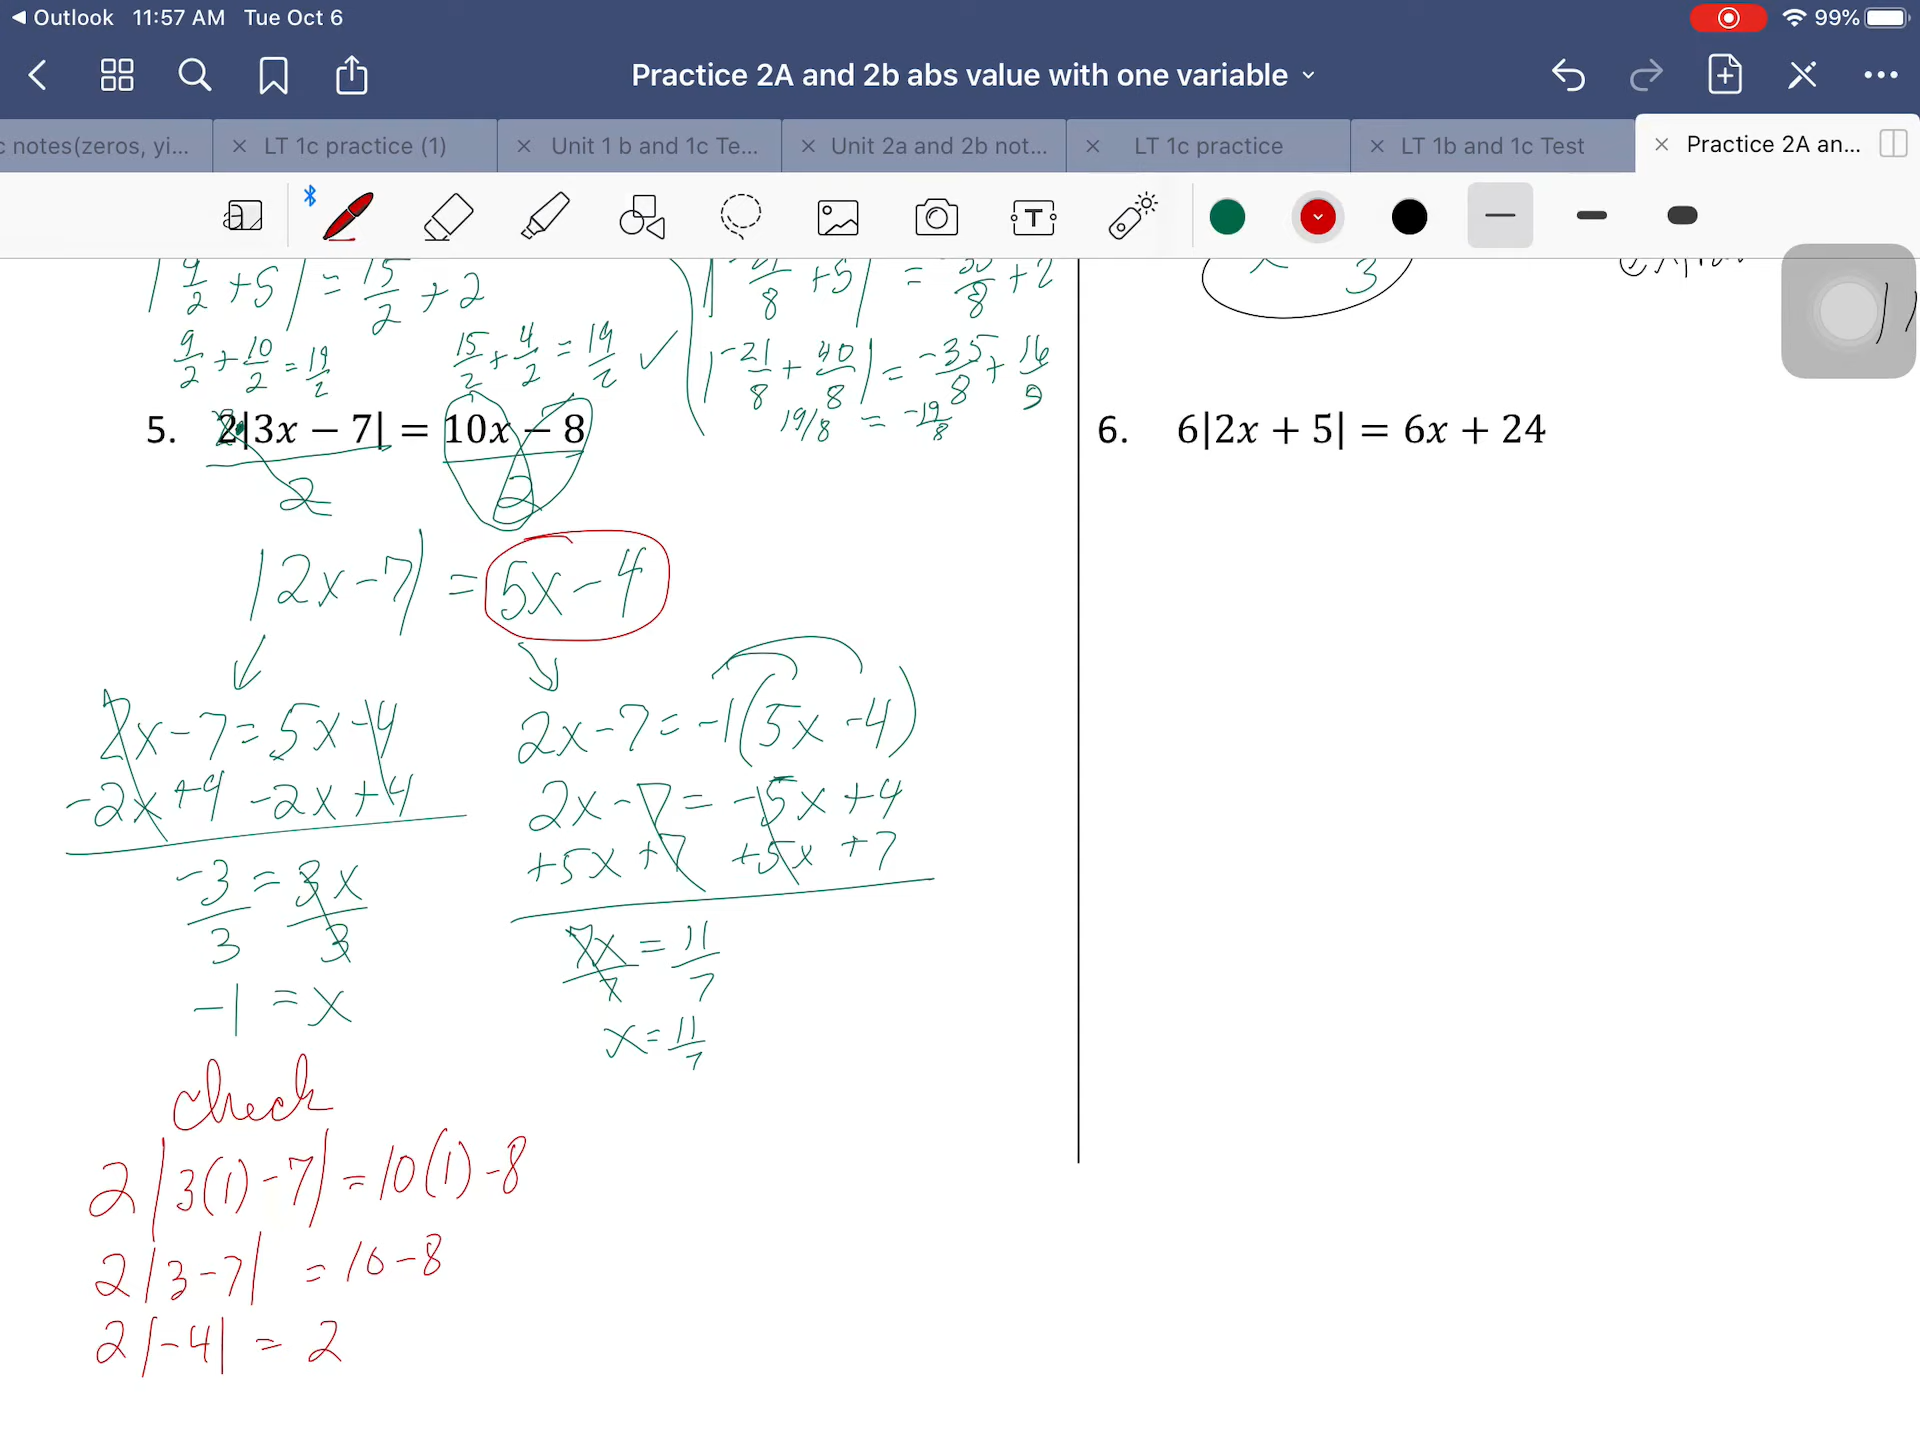 Outlook 11:57 AM Tue Oct 6 99%
Practice 2A and 2b abs value with one variable
c notes(zeros, yi... LT 1c practice (1) Unit 1 b and 1c Te... Unit 2a and 2b not... LT 1c practice LT 1b and 1c Test Practice 2A an...
a T
|9/2 + 5| = 15/2 + 2
9/2 + 10/2 = 19/2 15/2 + 4/2 = 19/2 ✓
|-21/8 + 5| = -35/8 + 2
|-21/8 + 40/8| = -35/8 + 16/8
19/8 = -19/8
3
5. 2|3x − 7| = 10x − 8
2 2
|2x-7| = 5x-4
2x-7=5x-4
-2x+4 -2x+4
-3 = 3x
3 3
-1 = x
2x-7=-1(5x-4)
2x-7=-5x+4
+5x+7 +5x+7
7x = 11
7 7
x = 11/7
check
2|3(1)-7|=10(1)-8
2|3-7| = 10-8
2|-4| = 2
6. 6|2x + 5| = 6x + 24